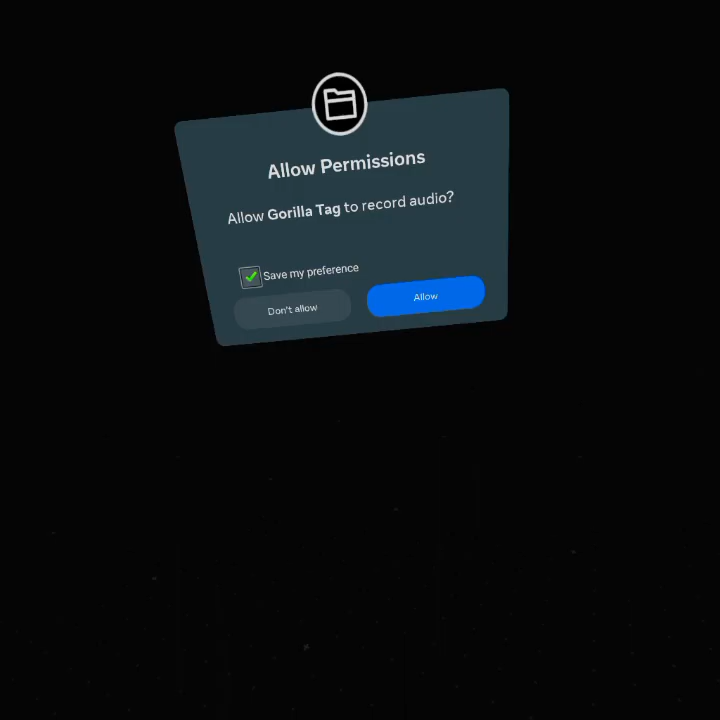 Allow Permissions
Allow Gorilla Tag to record audio?
Save my preference
Don't allow
Allow